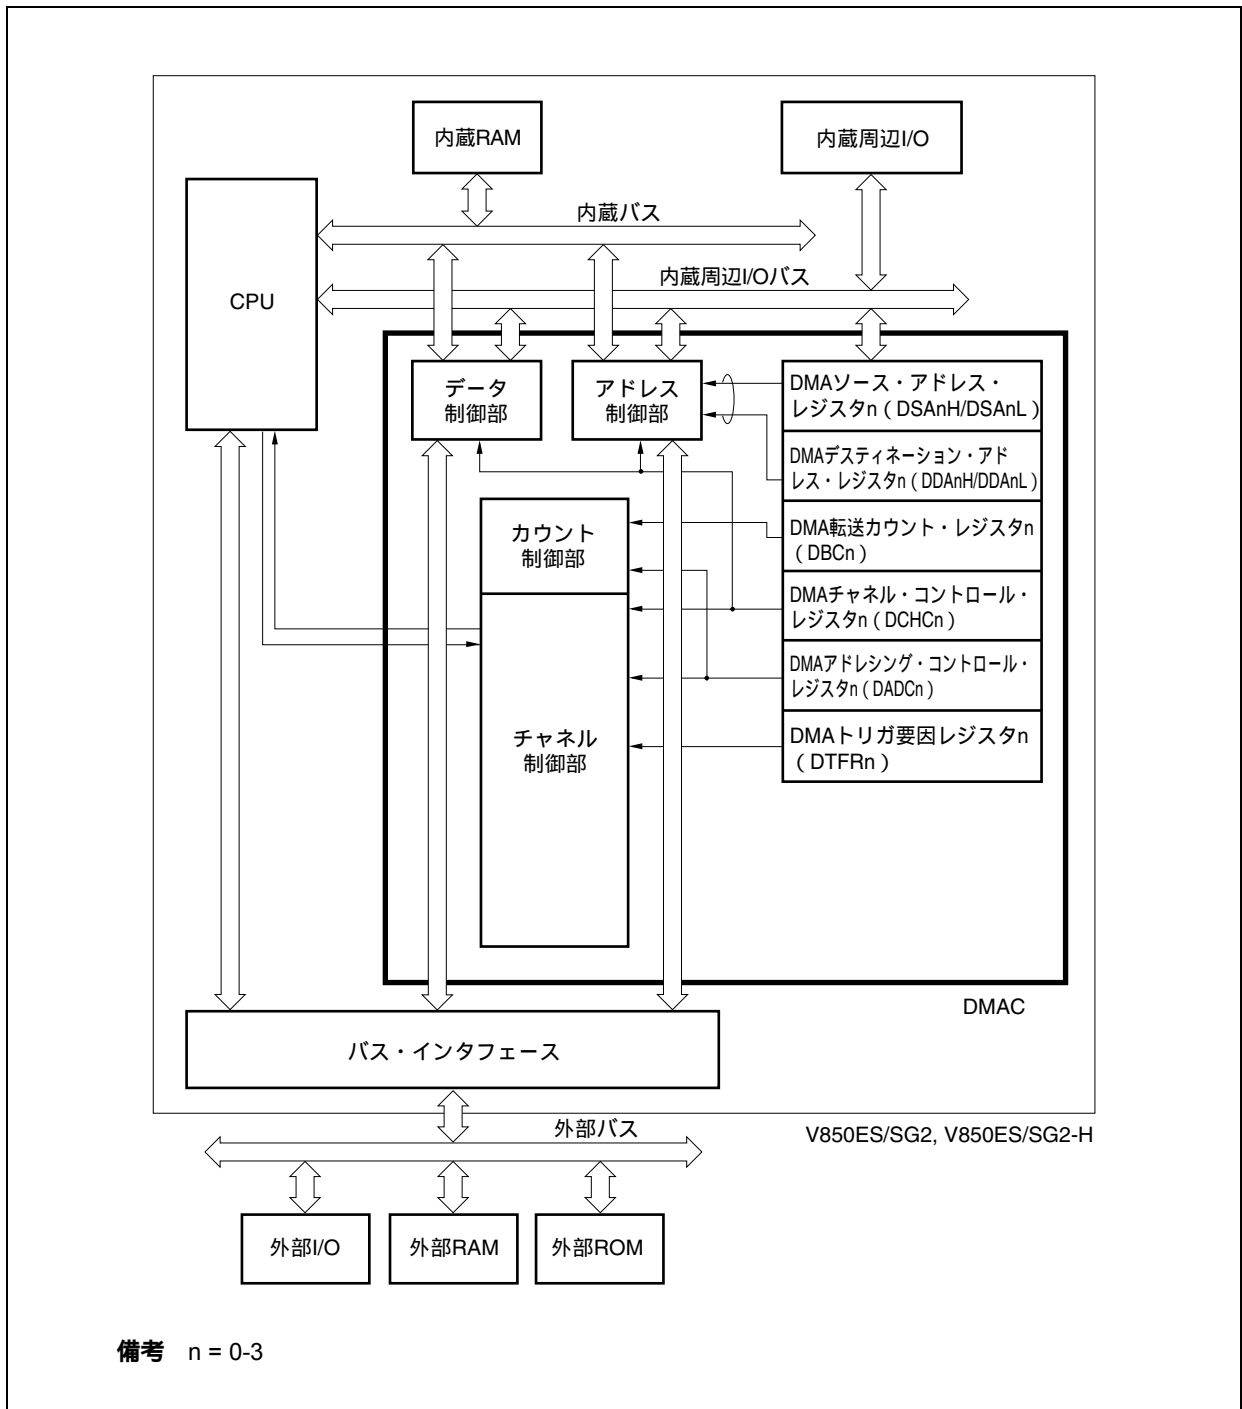 内蔵RAM
内蔵周辺I/O
内蔵バス
CPU
内蔵周辺I/Oバス
データ
制御部
アドレス
制御部
DMAソース・アドレス・
レジスタn（DSAnH/DSAnL）
DMAデスティネーション・アド
レス・レジスタn（DDAnH/DDAnL）
カウント
制御部
DMA転送カウント・レジスタn
（DBCn）
DMAチャネル・コントロール・
レジスタn（DCHCn）
DMAアドレシング・コントロール・
レジスタn（DADCn）
チャネル
制御部
DMAトリガ要因レジスタn
（DTFRn）
DMAC
バス・インタフェース
外部バス
V850ES/SG2, V850ES/SG2-H
外部I/O
外部RAM
外部ROM
備考 n = 0-3